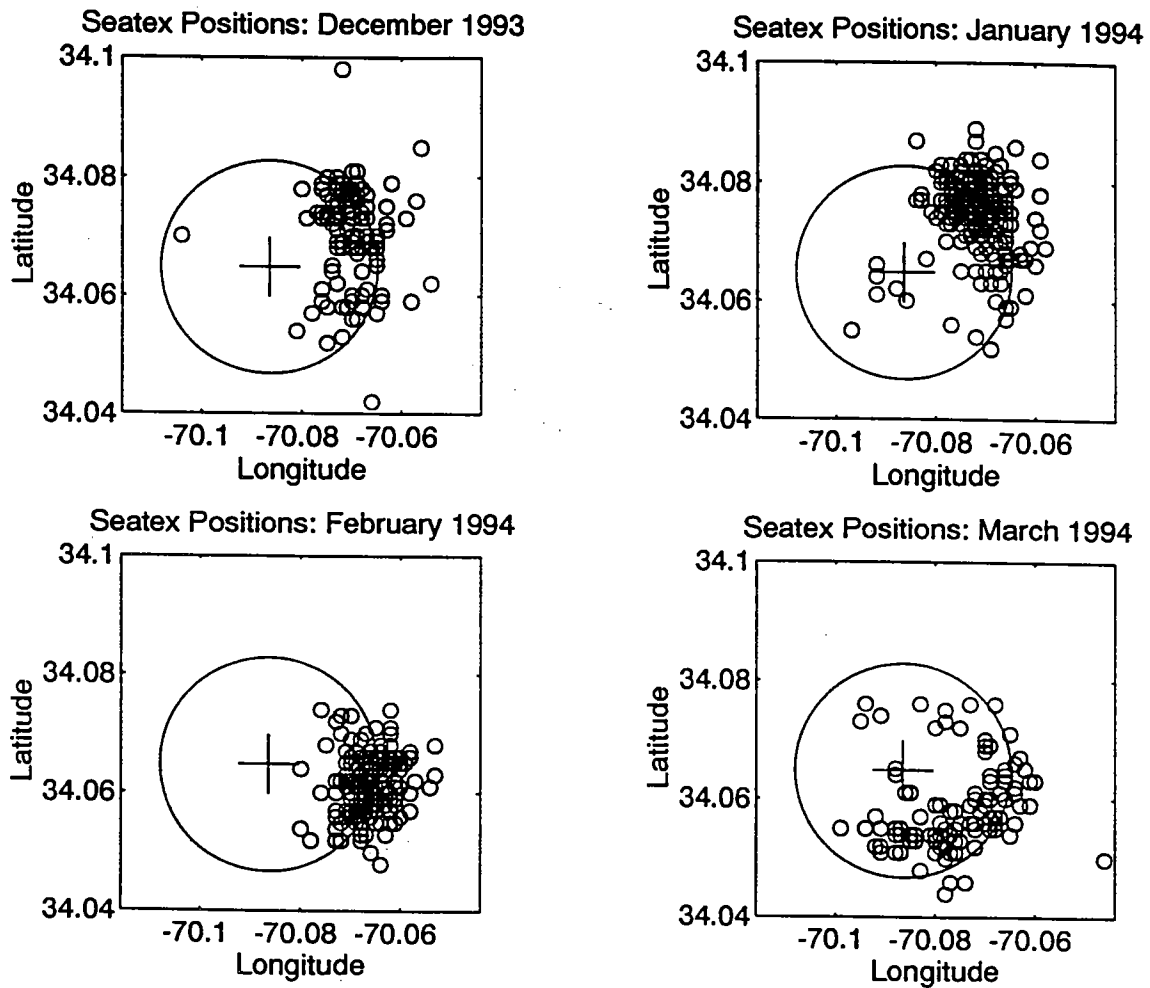 Seatex Positions: December 1993
34.1
34.08
34.06
34.04
Latitude
-70.1 -70.08 -70.06
Longitude
Seatex Positions: January 1994
34.1
34.08
34.06
34.04
Latitude
-70.1 -70.08 -70.06
Longitude
Seatex Positions: February 1994
34.1
34.08
34.06
34.04
Latitude
-70.1 -70.08 -70.06
Longitude
Seatex Positions: March 1994
34.1
34.08
34.06
34.04
Latitude
-70.1 -70.08 -70.06
Longitude